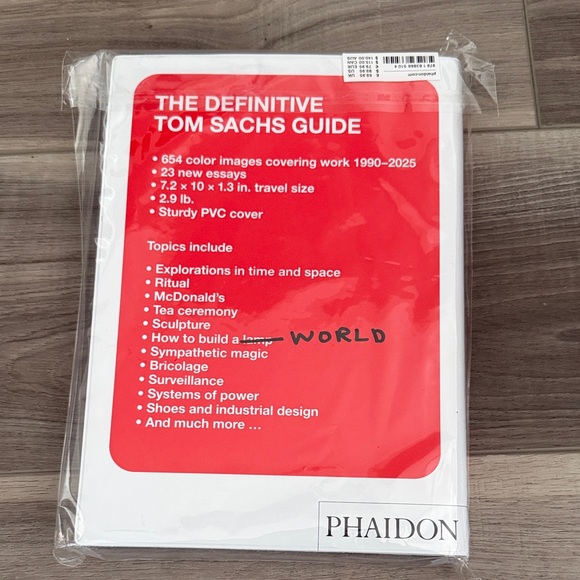 THE DEFINITIVE
TOM SACHS GUIDE
• 654 color images covering work 1990–2025
• 23 new essays
• 7.2 × 10 × 1.3 in. travel size
• 2.9 lb.
• Sturdy PVC cover
Topics include
• Explorations in time and space
• Ritual
• McDonald's
• Tea ceremony
• Sculpture
• How to build a lamp WORLD
• Sympathetic magic
• Bricolage
• Surveillance
• Systems of power
• Shoes and industrial design
• And much more …
PHAIDON
phaidon.com